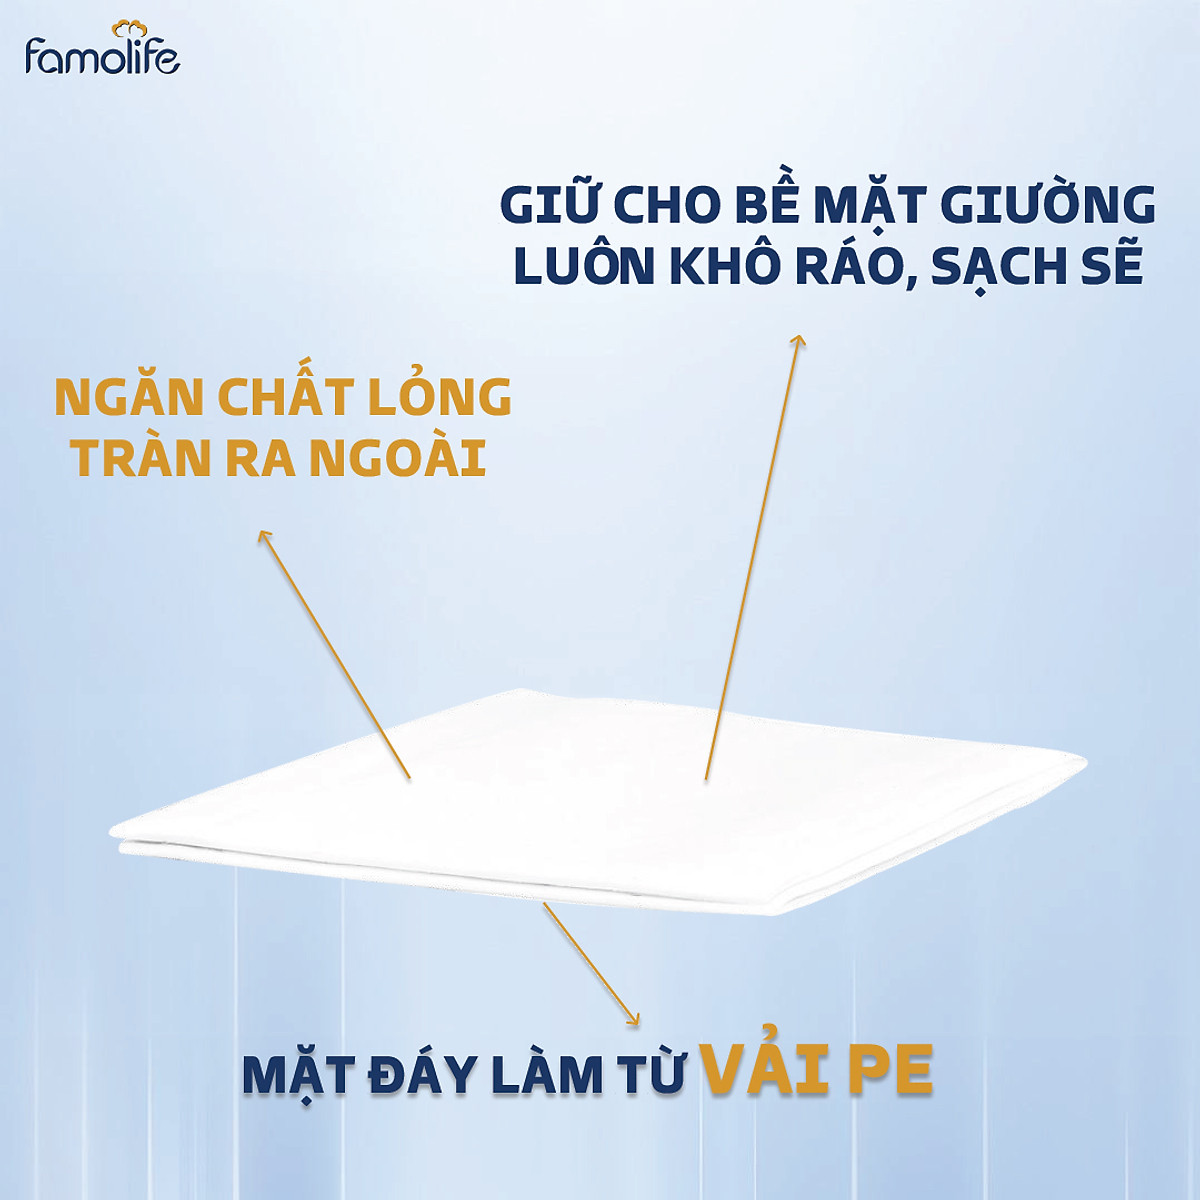 famolife
GIỮ CHO BỀ MẶT GIƯỜNG
LUÔN KHÔ RÁO, SẠCH SẼ
NGĂN CHẤT LỎNG
TRÀN RA NGOÀI
MẶT ĐÁY LÀM TỪ VẢI PE